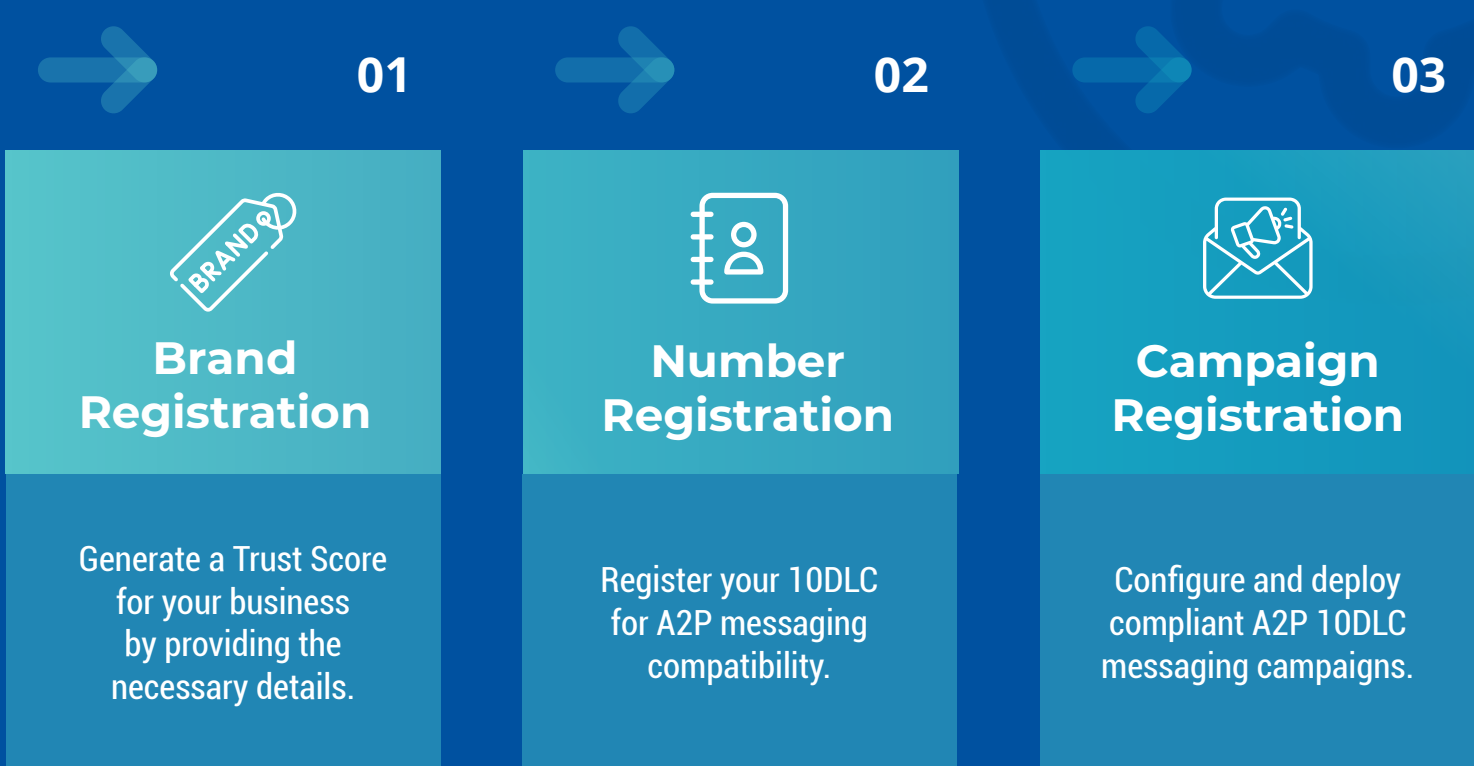 01
BRAND
Brand
Registration
Generate a Trust Score
for your business
by providing the
necessary details.
02
Number
Registration
Register your 10DLC
for A2P messaging
compatibility.
03
Campaign
Registration
Configure and deploy
compliant A2P 10DLC
messaging campaigns.